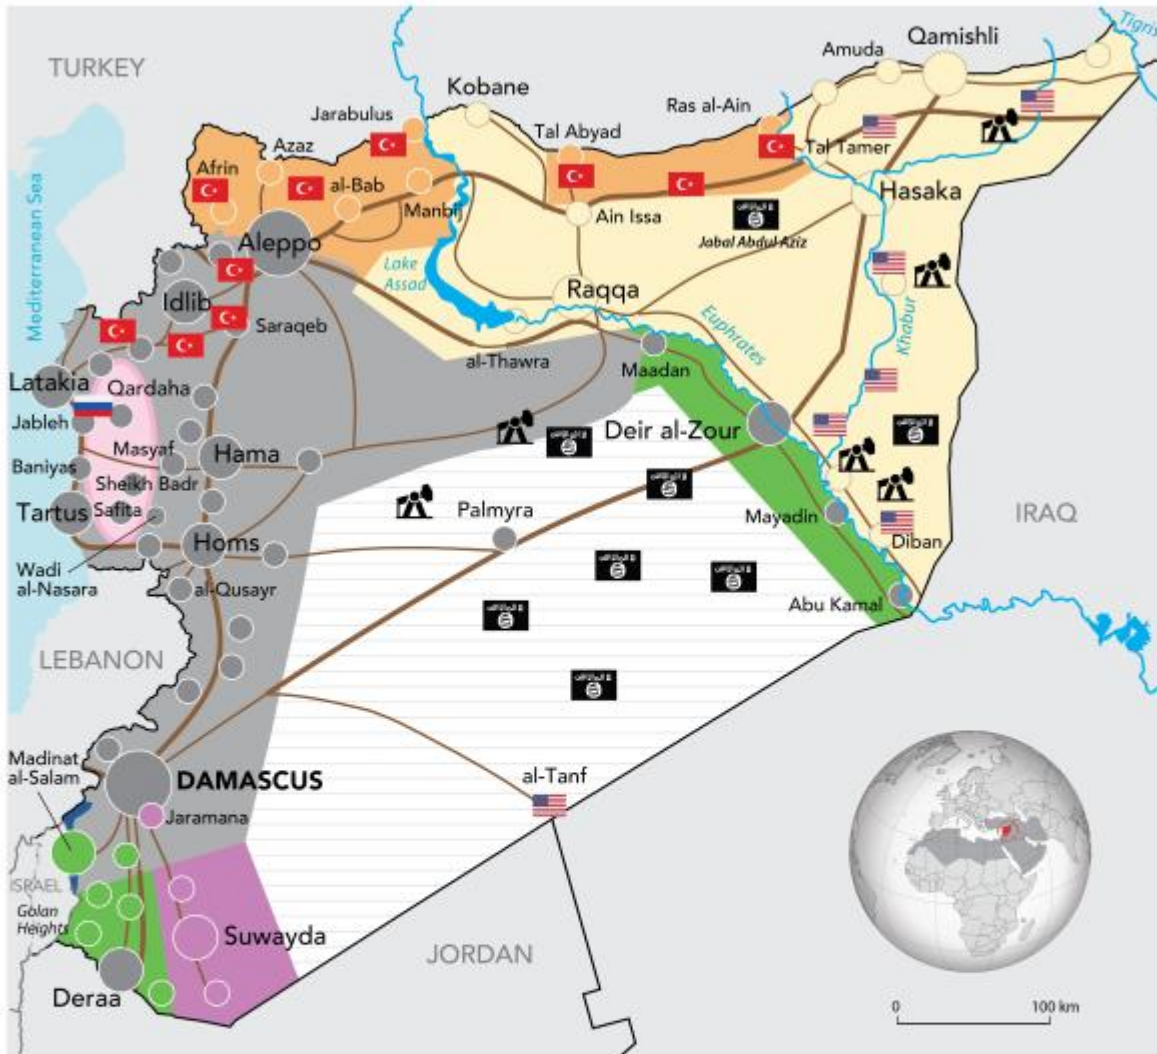 TURKEY
Tigris
Qamishli
Amuda
Kobane
Ras al-Ain
Jarabulus
Tal Abyad
Azaz
Tal Tamer
Afrin
al-Bab
Hasaka
Manbij
Ain Issa
Jabal Abdul Aziz
Mediterranean Sea
Aleppo
Lake
Assad
Raqqa
Idlib
Khabur
Euphrates
Saraqeb
al-Thawra
Maadan
Latakia
Qardaha
Jableh
Deir al-Zour
Masyaf
Hama
Baniyas
Sheikh Badr
Safita
Tartus
Palmyra
Mayadin
IRAQ
Homs
Diban
Wadi
al-Nasara
al-Qusayr
Abu Kamal
LEBANON
Madinat
al-Salam
DAMASCUS
al-Tanf
Jaramana
ISRAEL
Golan
Heights
Suwayda
JORDAN
Deraa
0 100 km